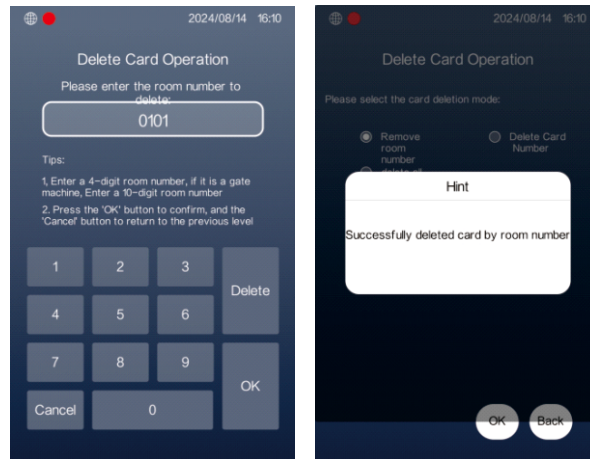 2024/08/14 16:10
Delete Card Operation
Please enter the room number to
delete:
0101
Tips:
1, Enter a 4-digit room number, if it is a gate
machine, Enter a 10-digit room number
2. Press the 'OK' button to confirm, and the
'Cancel' button to return to the previous level
1 2 3
Delete
4 5 6
7 8 9
OK
Cancel 0
2024/08/14 16:10
Delete Card Operation
Please select the card deletion mode:
Remove
room
number
Delete Card
Number
delete all
Hint
Successfully deleted card by room number
OK Back